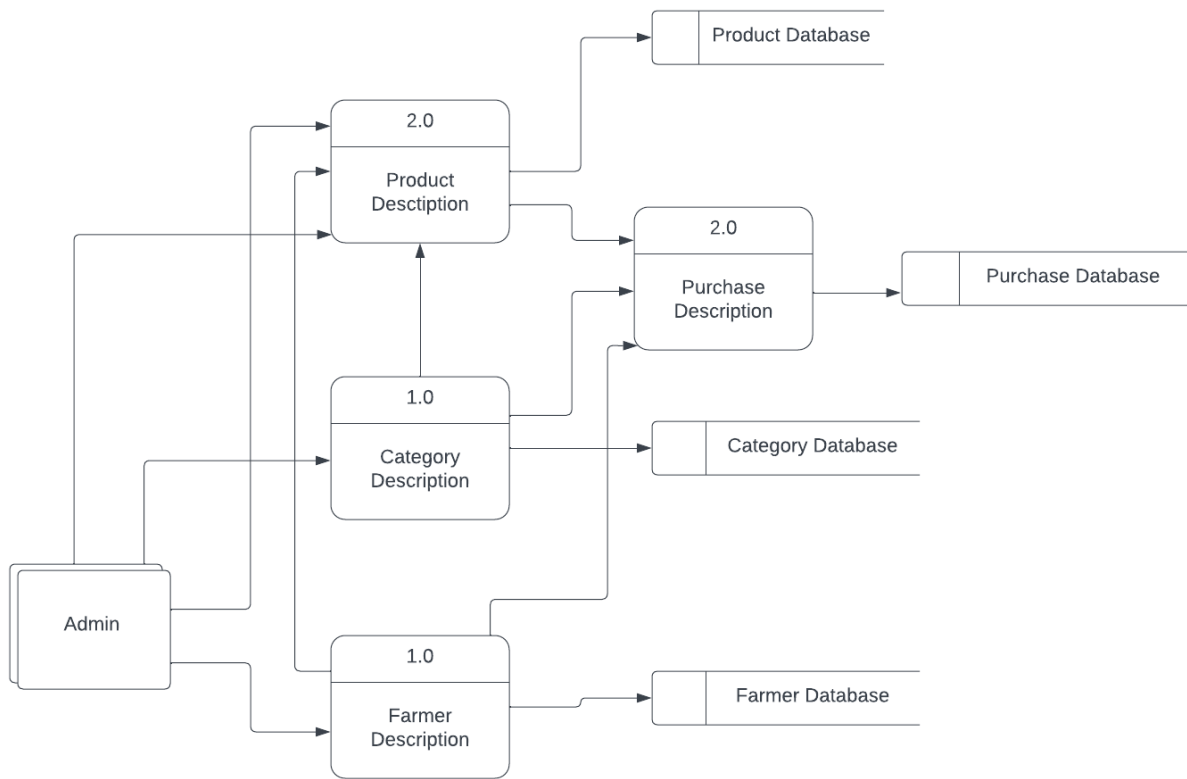 Product Database
2.0
Product
Desctiption
2.0
Purchase
Description
Purchase Database
1.0
Category
Description
Category Database
Admin
1.0
Farmer
Description
Farmer Database